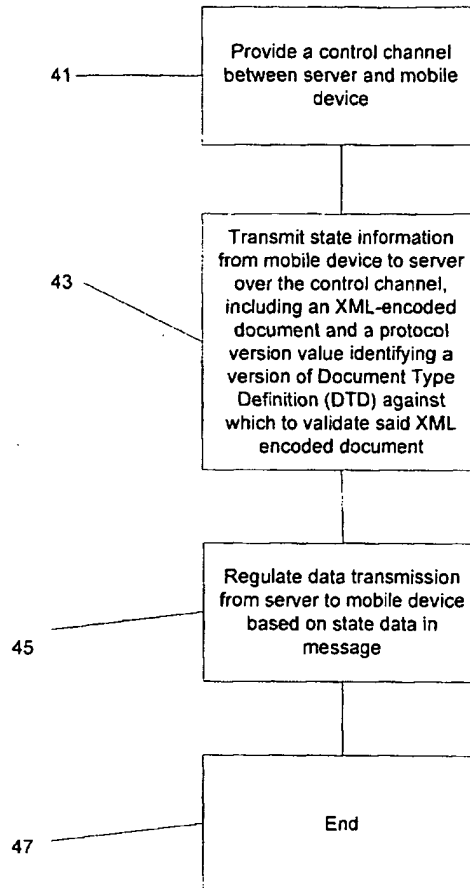 41
Provide a control channel
between server and mobile
device
43
Transmit state information
from mobile device to server
over the control channel,
including an XML-encoded
document and a protocol
version value identifying a
version of Document Type
Definition (DTD) against
which to validate said XML
encoded document
45
Regulate data transmission
from server to mobile device
based on state data in
message
47
End